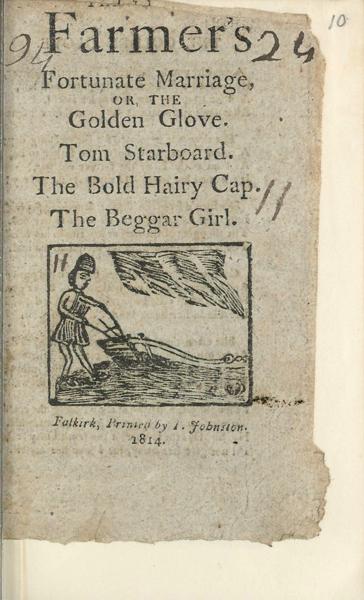 Farmer's
Fortunate Marriage,
OR, THE
Golden Glove.
Tom Starboard.
The Bold Hairy Cap.
The Beggar Girl.
Falkirk, Printed by T. Johnston.
1814.
94
24
10
11
11